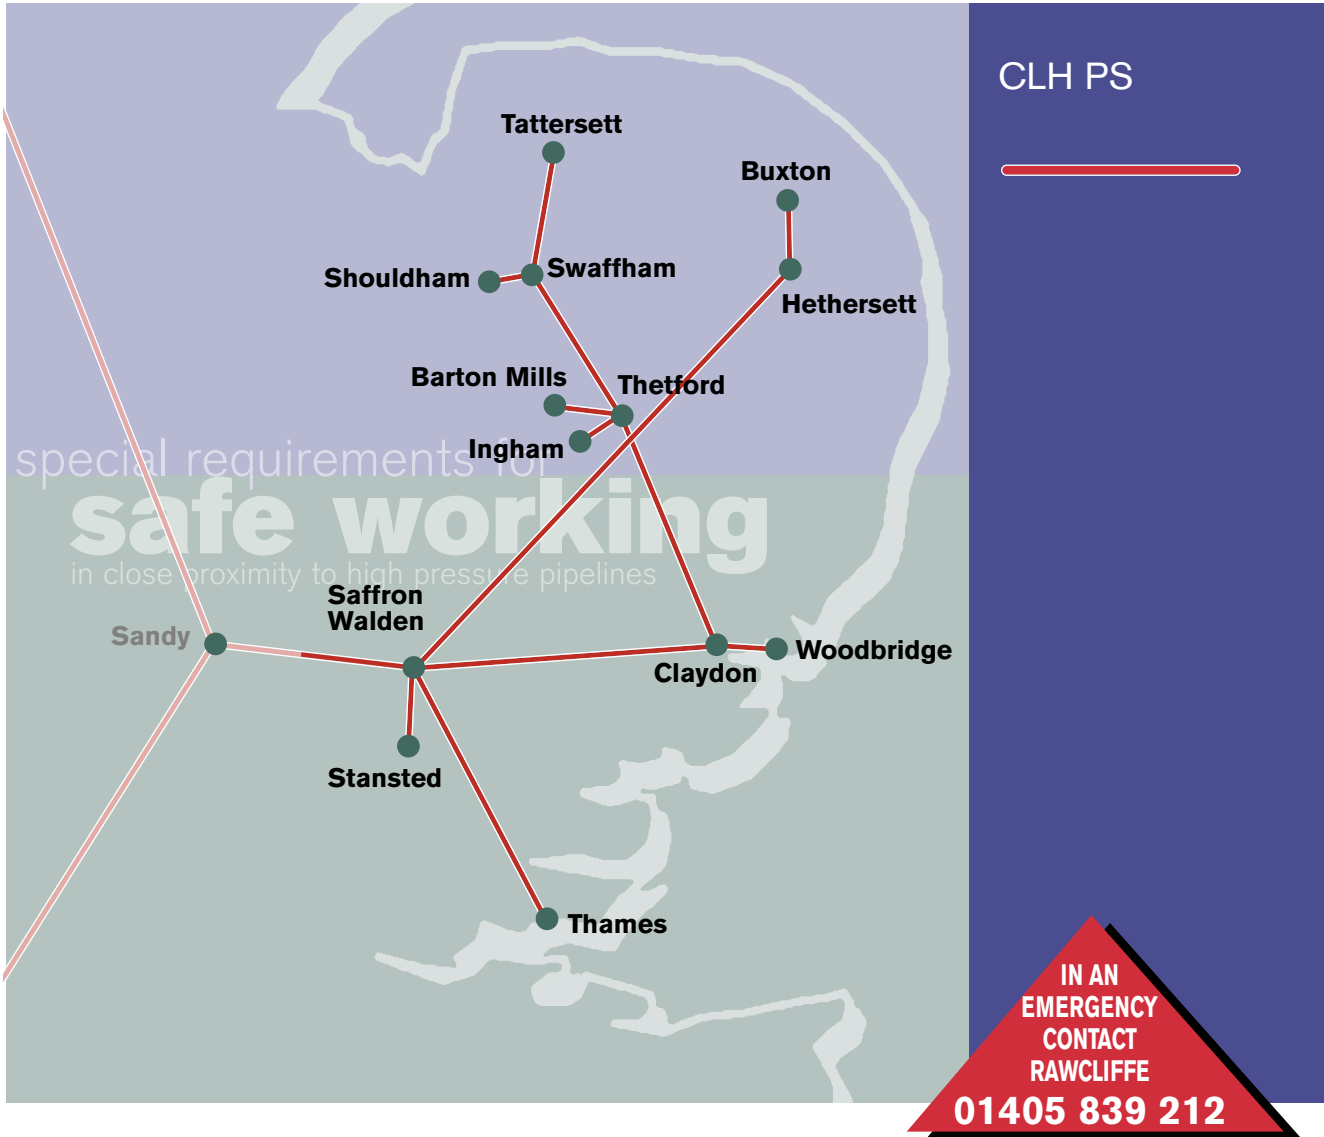 CLH PS
Tattersett
Buxton
Shouldham
Swaffham
Hethersett
Barton Mills
Thetford
Ingham
special requirements for
safe working
in close proximity to high pressure pipelines
Saffron
Walden
Sandy
Woodbridge
Claydon
Stansted
Thames
IN AN
EMERGENCY
CONTACT
RAWCLIFFE
01405 839 212